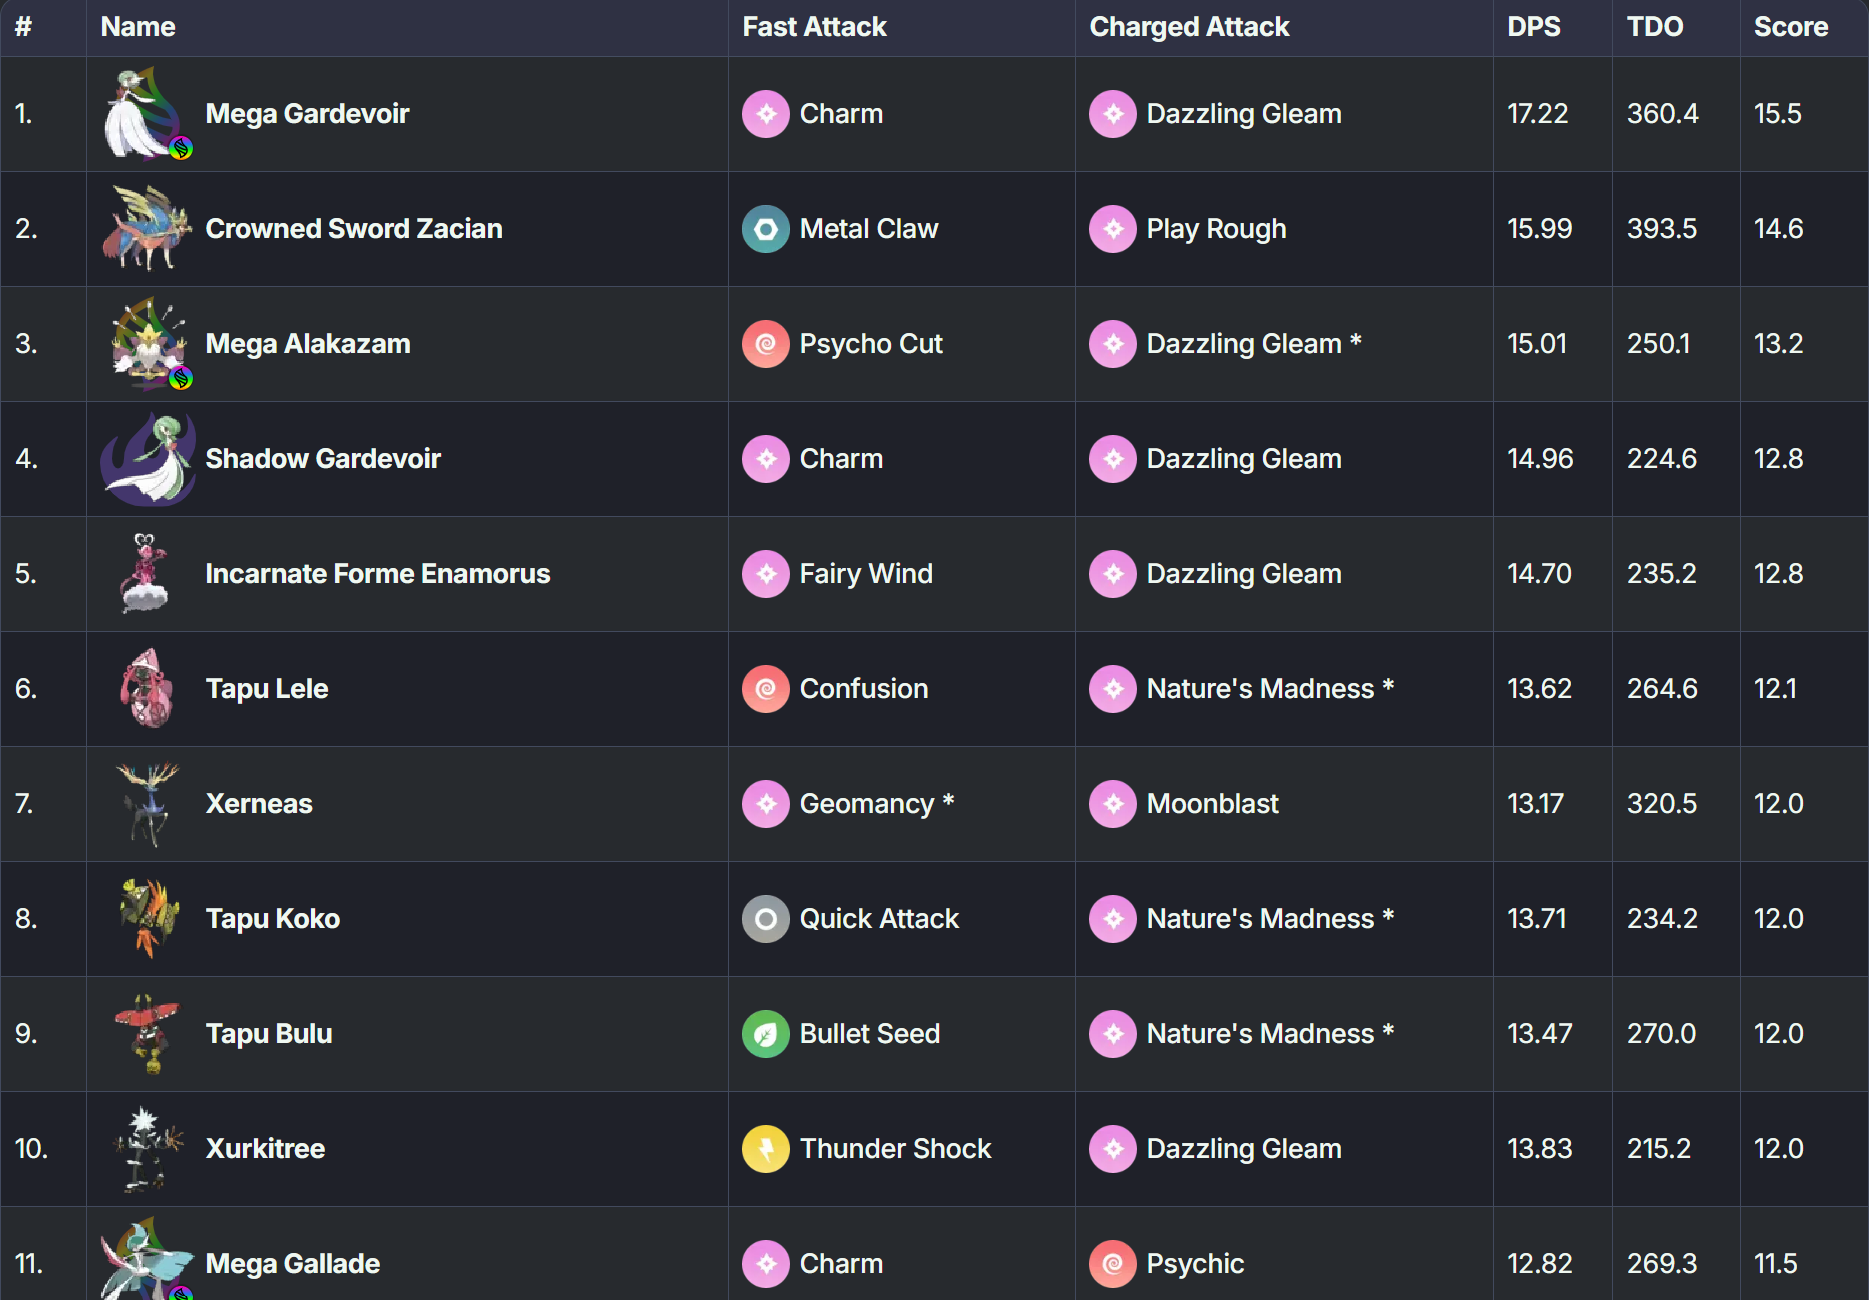 # Name Fast Attack Charged Attack DPS TDO Score
1. Mega Gardevoir Charm Dazzling Gleam 17.22 360.4 15.5
2. Crowned Sword Zacian Metal Claw Play Rough 15.99 393.5 14.6
3. Mega Alakazam Psycho Cut Dazzling Gleam * 15.01 250.1 13.2
4. Shadow Gardevoir Charm Dazzling Gleam 14.96 224.6 12.8
5. Incarnate Forme Enamorus Fairy Wind Dazzling Gleam 14.70 235.2 12.8
6. Tapu Lele Confusion Nature's Madness * 13.62 264.6 12.1
7. Xerneas Geomancy * Moonblast 13.17 320.5 12.0
8. Tapu Koko Quick Attack Nature's Madness * 13.71 234.2 12.0
9. Tapu Bulu Bullet Seed Nature's Madness * 13.47 270.0 12.0
10. Xurkitree Thunder Shock Dazzling Gleam 13.83 215.2 12.0
11. Mega Gallade Charm Psychic 12.82 269.3 11.5